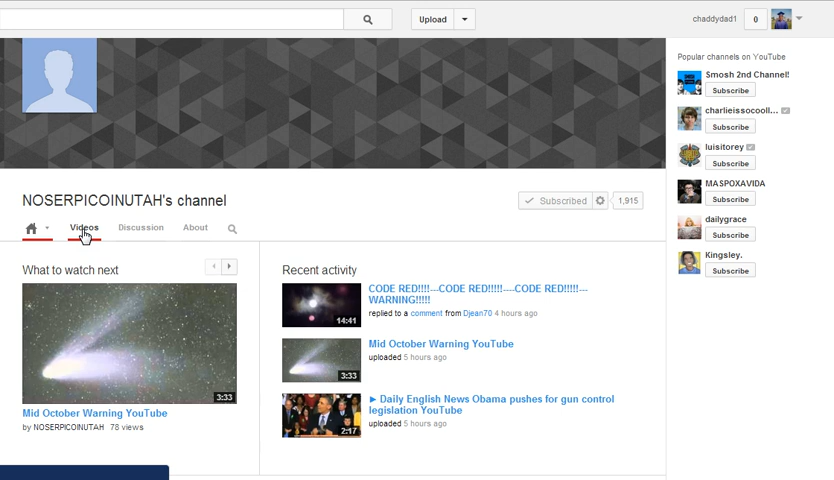 Upload
chaddydad1
0
Popular channels on YouTube
Smosh 2nd Channel!
Subscribe
charlieissocooll...
Subscribe
luisitorey
Subscribe
MASPOXAVIDA
Subscribe
dailygrace
Subscribe
Kingsley.
Subscribe
NOSERPICOINUTAH's channel
Subscribed
1,915
Videos
Discussion
About
What to watch next
3:33
Mid October Warning YouTube
by NOSERPICOINUTAH 78 views
Recent activity
14:41
CODE RED!!!!---CODE RED!!!!!----CODE RED!!!!!---
WARNING!!!!!
replied to a comment from Djean70 4 hours ago
3:33
Mid October Warning YouTube
uploaded 5 hours ago
2:17
► Daily English News Obama pushes for gun control
legislation YouTube
uploaded 5 hours ago